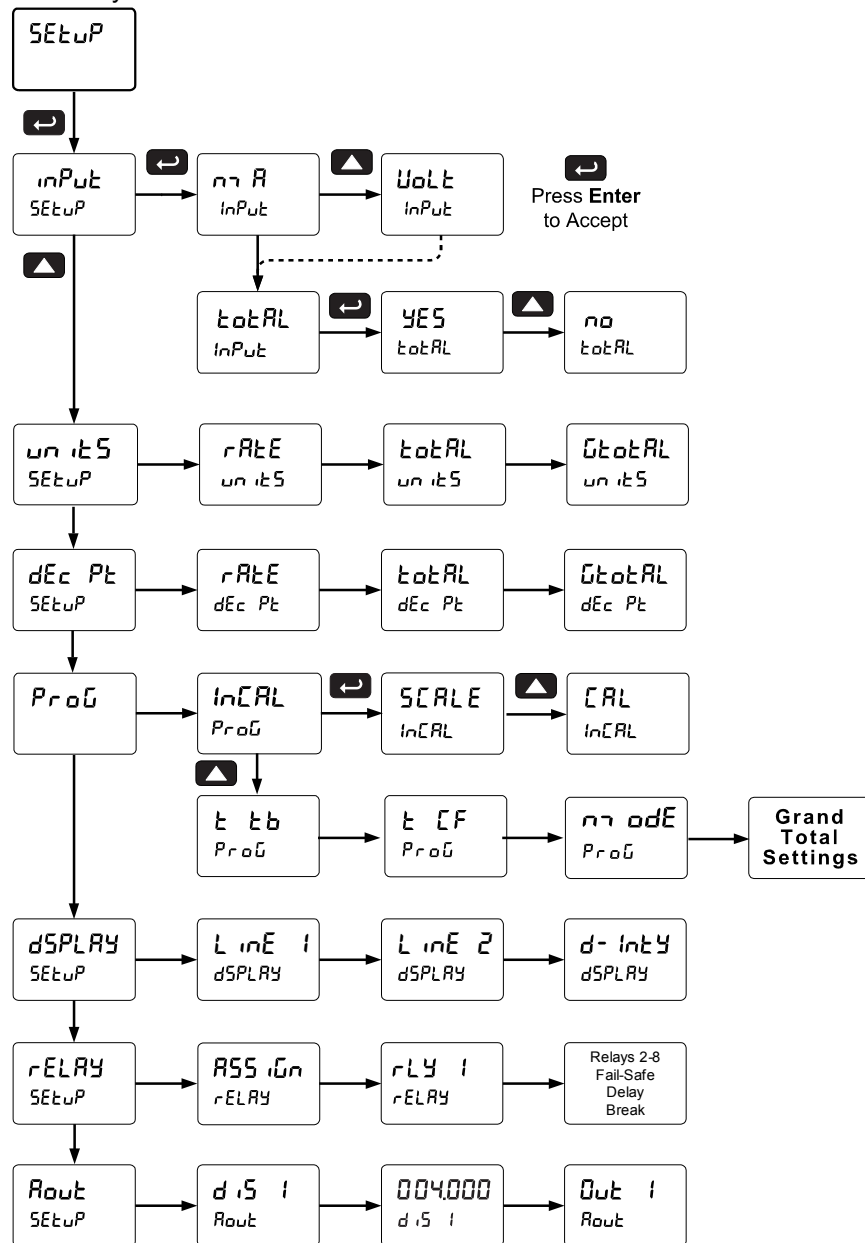 SEtuP
inPut
SEtuP
mA
InPut
VoLt
InPut
Press Enter
to Accept
totAL
InPut
YES
totAL
no
totAL
unitS
SEtuP
rAtE
unitS
totAL
unitS
GtotAL
unitS
dEc Pt
SEtuP
rAtE
dEc Pt
totAL
dEc Pt
GtotAL
dEc Pt
ProG
InCAL
ProG
SCALE
InCAL
CAL
InCAL
t tb
ProG
t CF
ProG
modE
ProG
Grand
Total
Settings
dSPLAY
SEtuP
LinE 1
dSPLAY
LinE 2
dSPLAY
d-IntY
dSPLAY
rELAY
SEtuP
ASSiGn
rELAY
rLY 1
rELAY
Relays 2-8
Fail-Safe
Delay
Break
Aout
SEtuP
diS 1
Aout
004.000
diS 1
Out 1
Aout